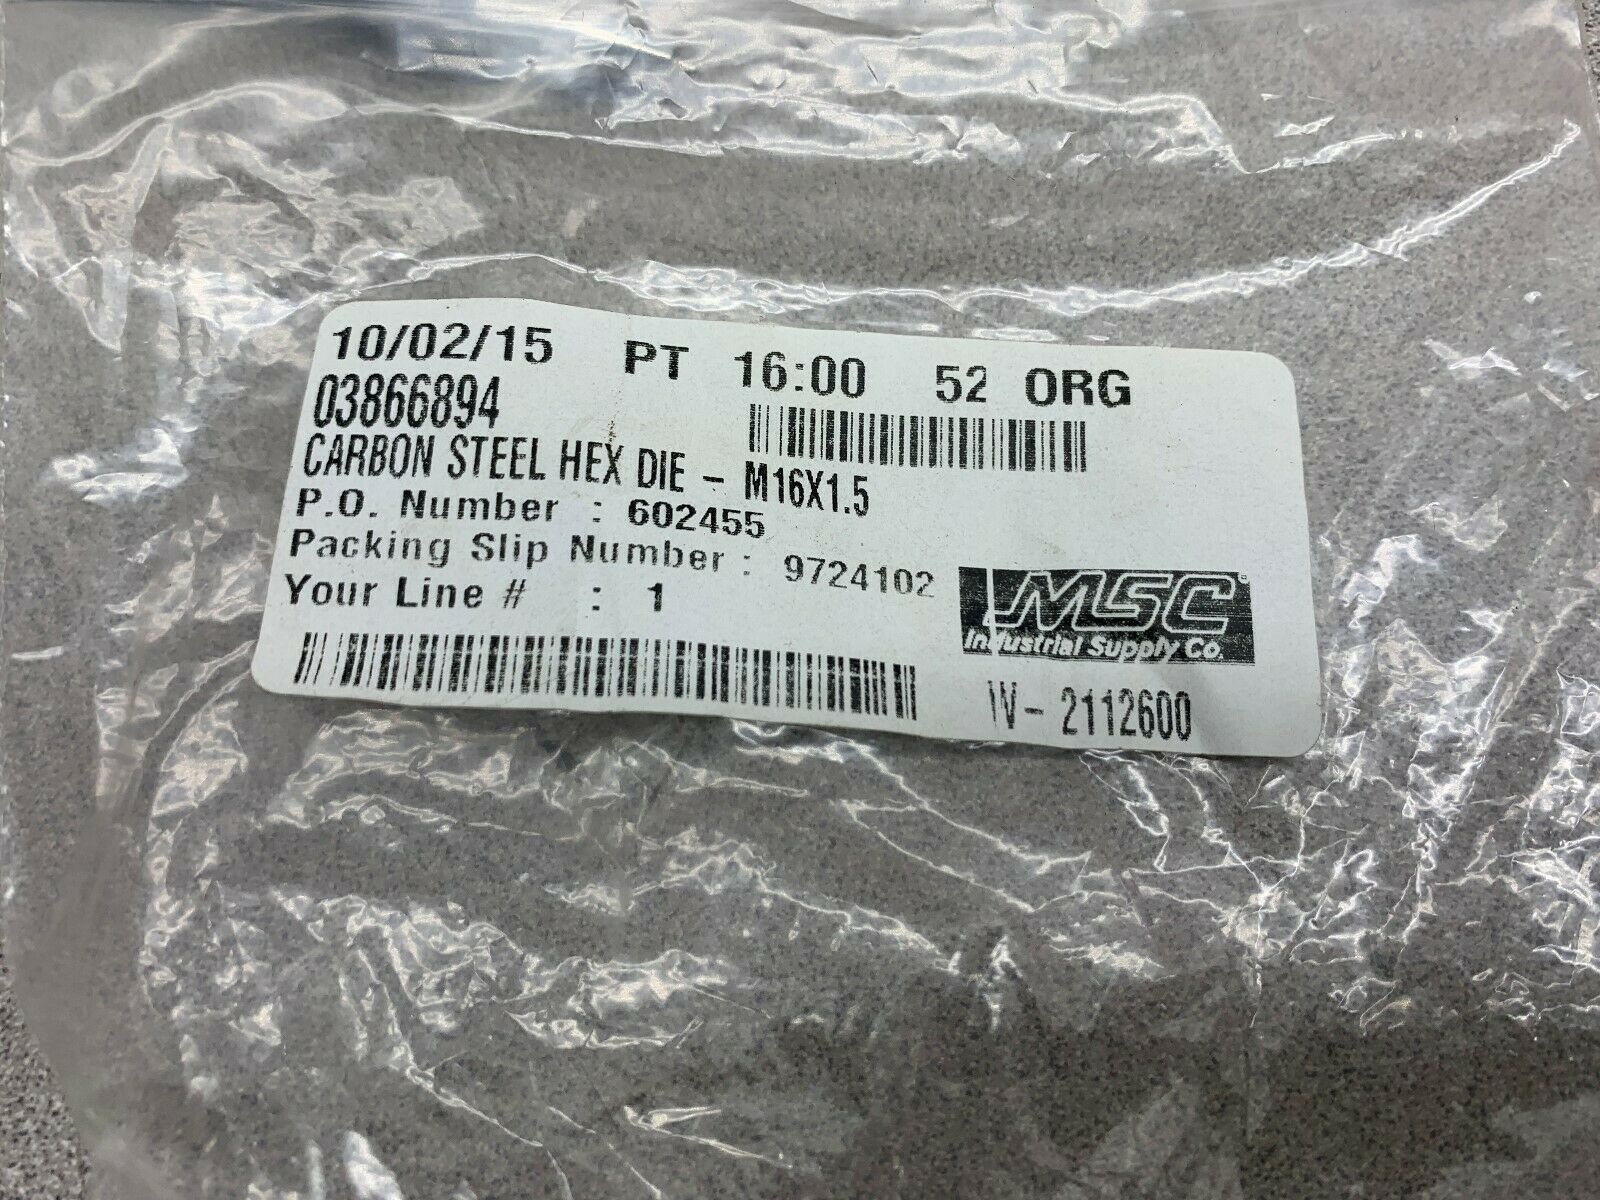 10/02/15 PT 16:00 52 ORG
03866894
CARBON STEEL HEX DIE - M16X1.5
P.O. Number : 602455
Packing Slip Number : 9724102
Your Line # : 1
MSC
Industrial Supply Co.
W- 2112600